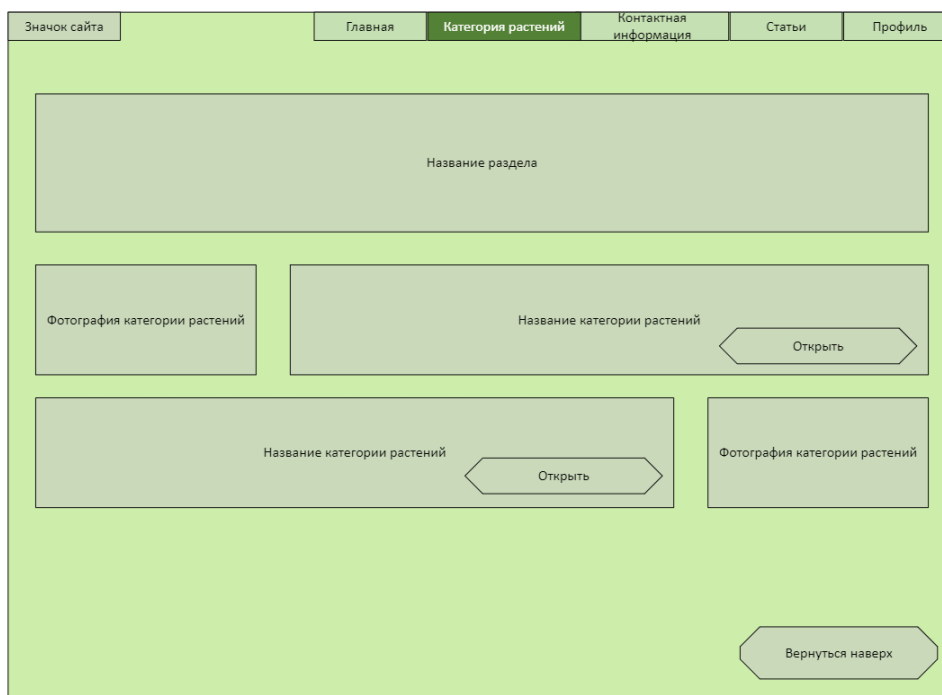 Значок сайта
Главная
Категория растений
Контактная
информация
Статьи
Профиль
Название раздела
Фотография категории растений
Название категории растений
Открыть
Название категории растений
Открыть
Фотография категории растений
Вернуться наверх